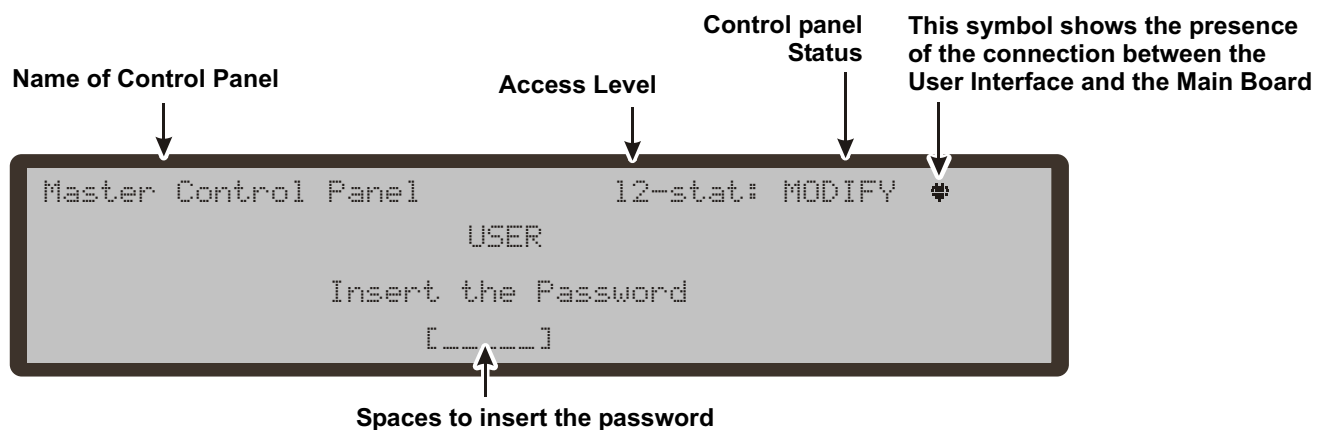 Control panel
Status
This symbol shows the presence
of the connection between the
User Interface and the Main Board
Name of Control Panel
Access Level
Master Control Panel l2-stat: MODIFY
USER
Insert the Password
[_____]
Spaces to insert the password